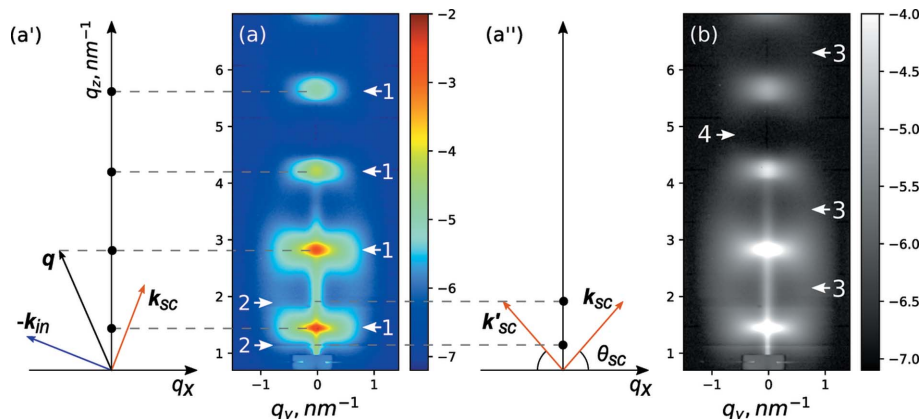 (a')
q_z, nm⁻¹
q
-k_in
k_sc
q_x
(a)
6
5
4
3
2
1
1
1
1
1
2
2
−1
0
1
q_y, nm⁻¹
−2
−3
−4
−5
−6
−7
(a'')
k'_sc
k_sc
θ_sc
q_x
(b)
6
5
4
3
2
1
3
4
3
3
−1
0
1
q_y, nm⁻¹
−4.0
−4.5
−5.0
−5.5
−6.0
−6.5
−7.0